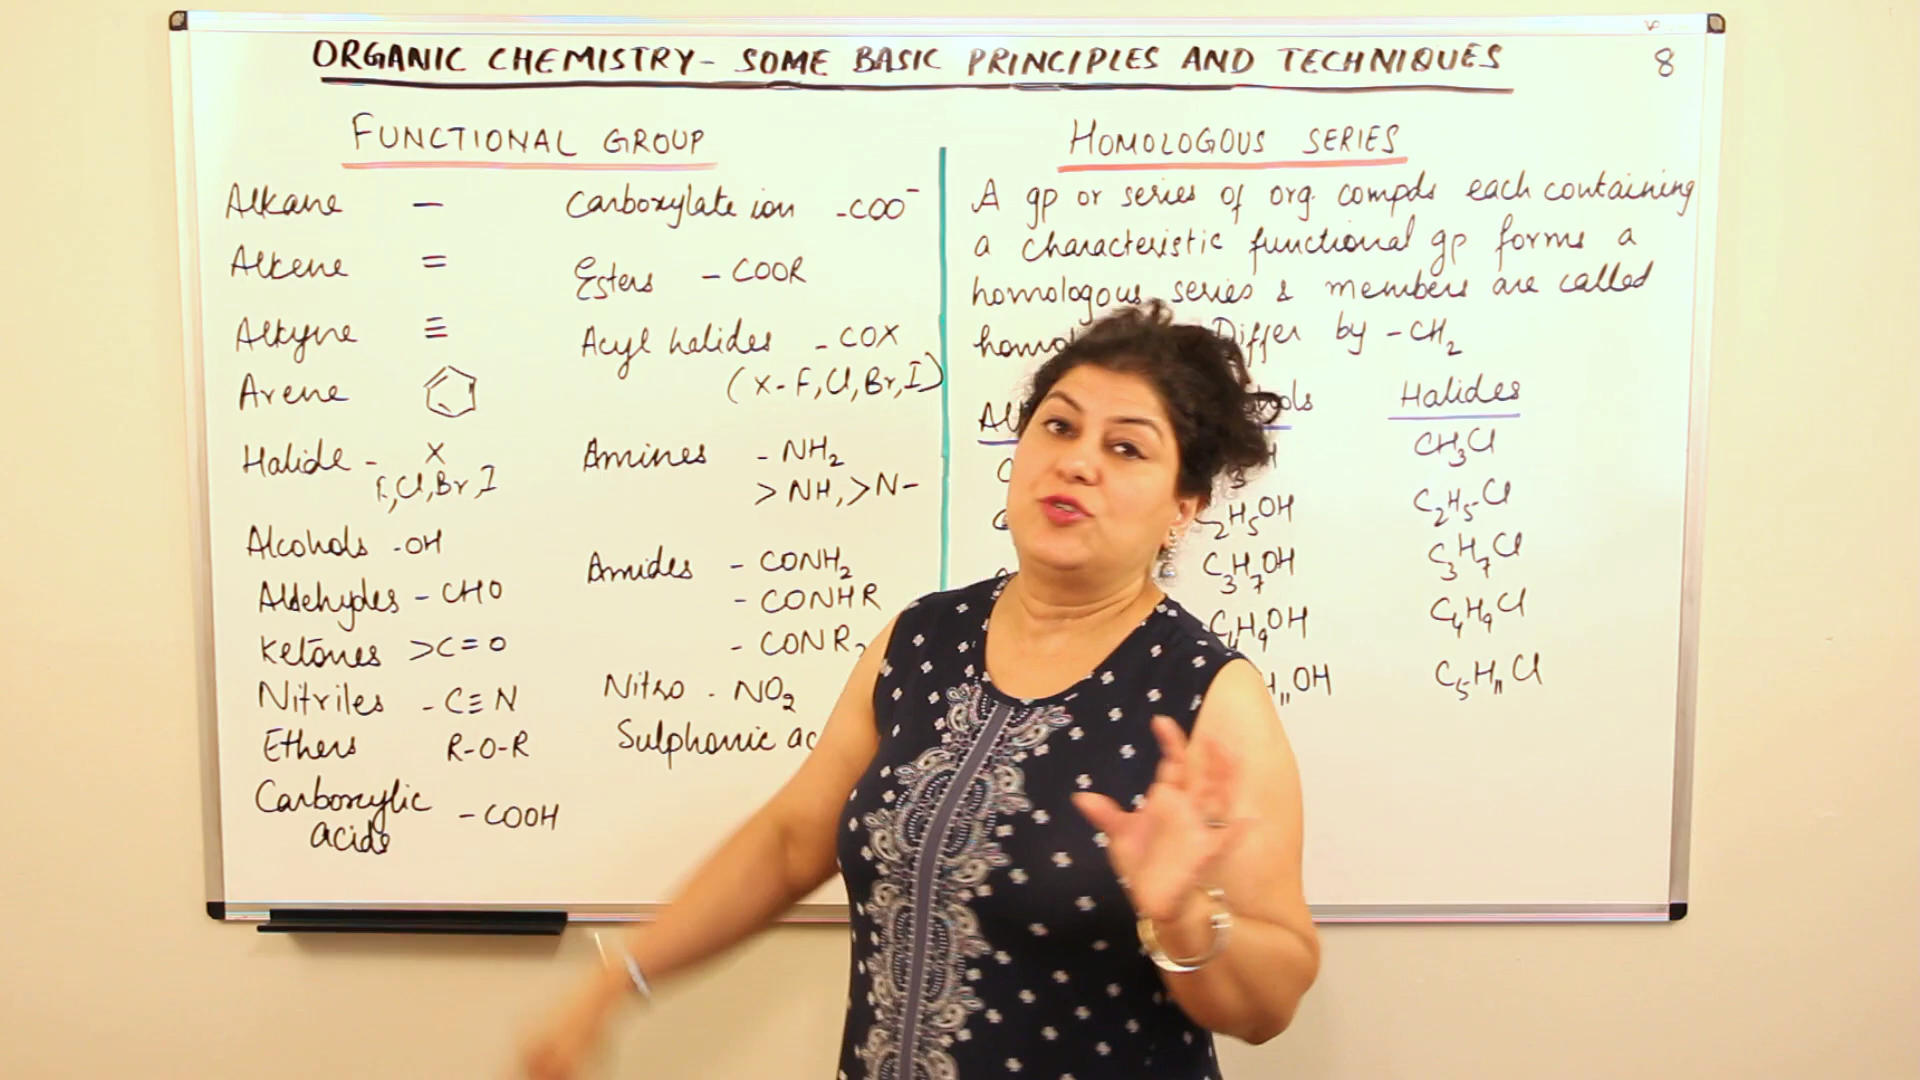 ORGANIC CHEMISTRY- SOME BASIC PRINCIPLES AND TECHNIQUES
8
FUNCTIONAL GROUP
Alkane –
Alkene =
Alkyne ≡
Arene
Halide - X
F,Cl,Br,I
Alcohols -OH
Aldehydes - CHO
Ketones >C=O
Nitriles - C≡N
Ethers R-O-R
Carboxylic - COOH
acids
Carboxylate ion -COO⁻
Esters - COOR
Acyl halides - COX
(X- F,Cl,Br,I)
Amines - NH₂
>NH, >N-
Amides - CONH₂
- CONHR
- CONR₂
Nitro - NO₂
Sulphonic
HOMOLOGOUS SERIES
A gp or series of org. compds each containing
a characteristic functional gp forms a
homologous series & members are called
Differ by -CH₂
Halides
CH₃Cl
C₂H₅OH C₂H₅-Cl
C₃H₇OH C₃H₇Cl
C₄H₉OH C₄H₉Cl
H₁₁OH C₅H₁₁Cl